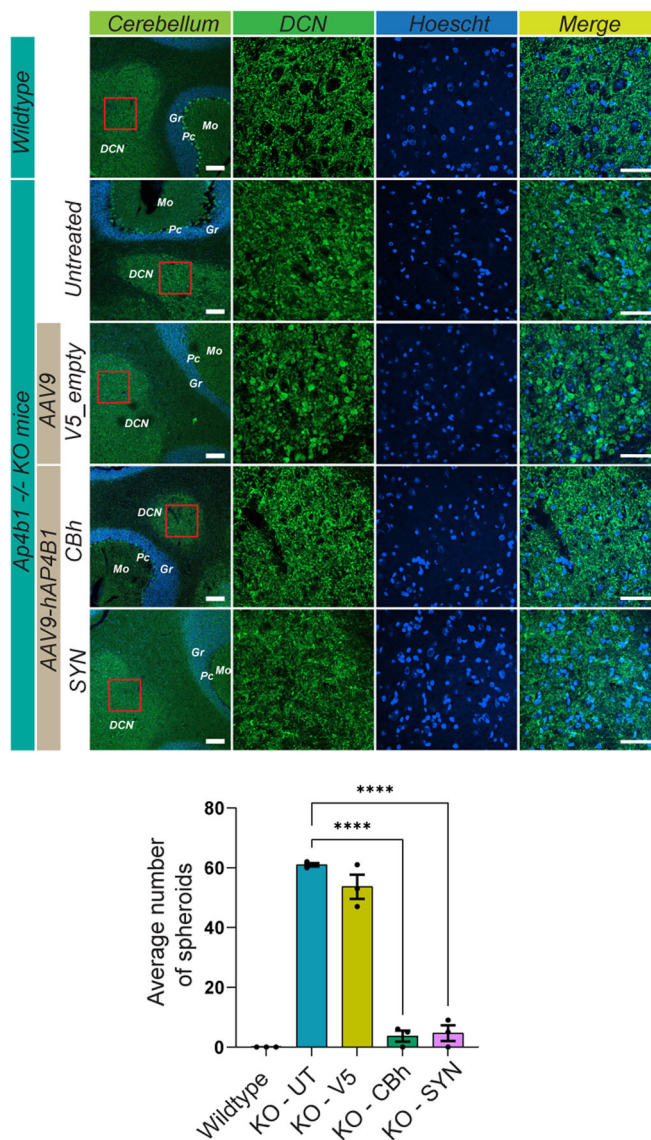 Cerebellum DCN Hoescht Merge
Wildtype
Gr
Mo
Pc
DCN
Ap4b1 -/- KO mice
Untreated
Mo
Pc
Gr
DCN
AAV9
V5_empty
Mo
Pc
Gr
DCN
AAV9-hAP4B1
CBh
DCN
Pc
Mo
Gr
SYN
Gr
Pc
Mo
DCN
Average number
of spheroids
80
60
40
20
0
****
****
Wildtype
KO - UT
KO - V5
KO - CBh
KO - SYN